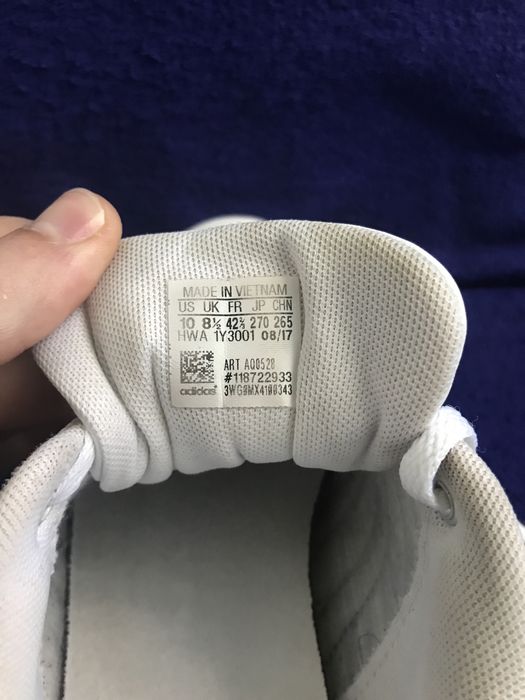 MADE IN VIETNAM
US UK FR JP CHN
10 8½ 42⅔ 270 265
HWA 1Y3001 08/17
ART AQ0528
#118722933
adidas 3WG9MX4190343